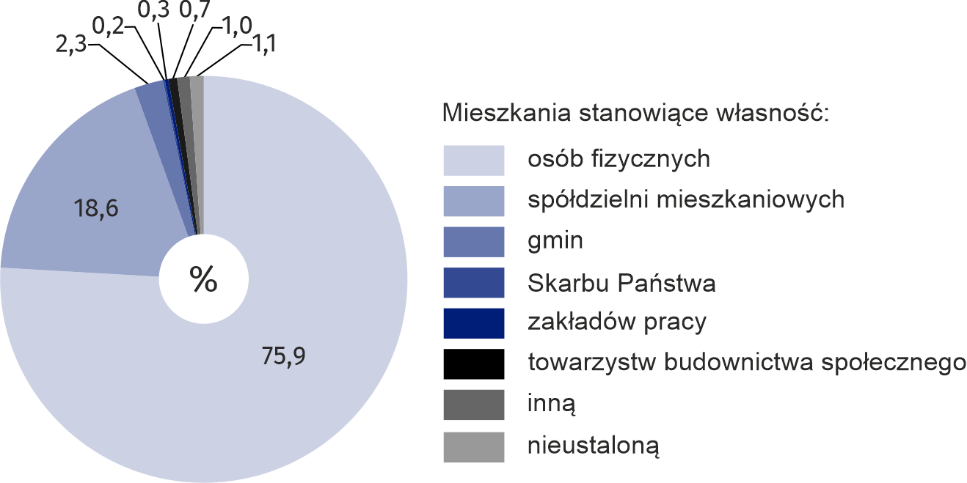 0,3 0,7
0,2 1,0
2,3 1,1
18,6
%
75,9
Mieszkania stanowiące własność:
osób fizycznych
spółdzielni mieszkaniowych
gmin
Skarbu Państwa
zakładów pracy
towarzystw budownictwa społecznego
inną
nieustaloną